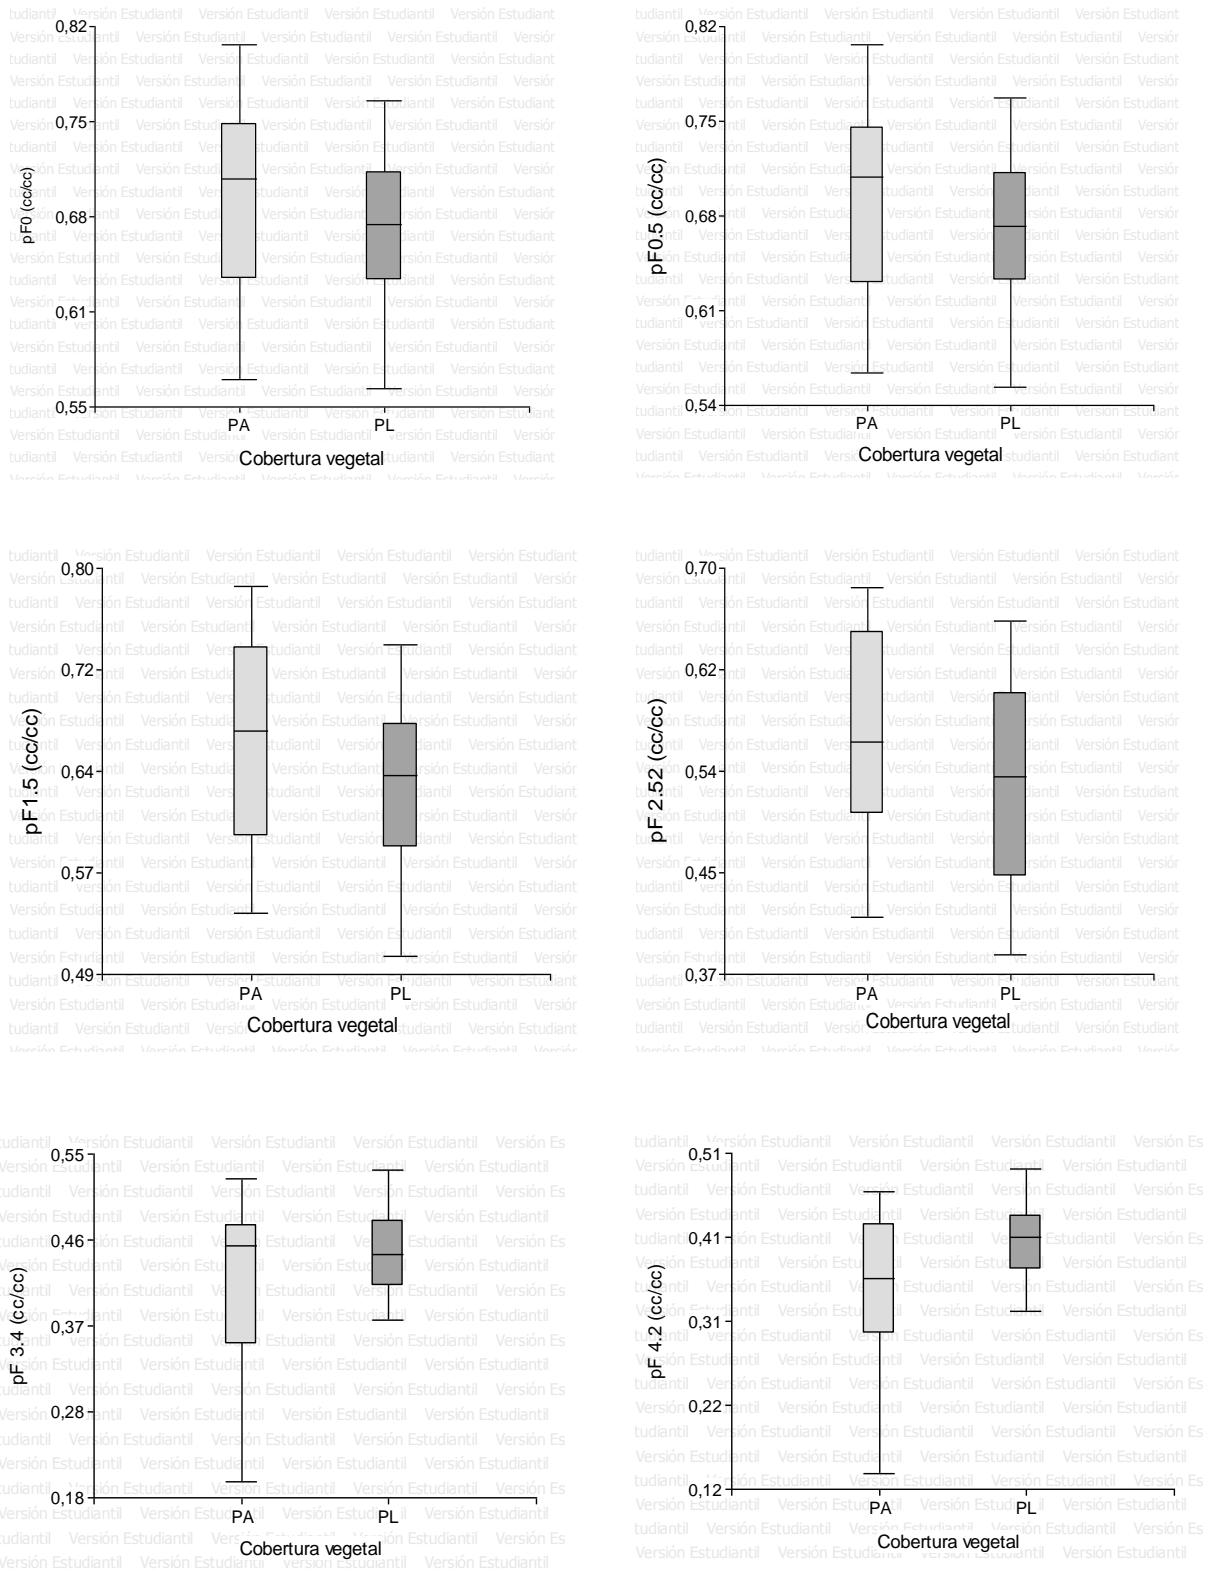 0,82
0,75
0,68
0,61
0,55
pF0 (cc/cc)
PA PL
Cobertura vegetal
0,82
0,75
0,68
0,61
0,54
pF0.5 (cc/cc)
PA PL
Cobertura vegetal
0,80
0,72
0,64
0,57
0,49
pF1.5 (cc/cc)
PA PL
Cobertura vegetal
0,70
0,62
0,54
0,45
0,37
pF 2.52 (cc/cc)
PA PL
Cobertura vegetal
0,55
0,46
0,37
0,28
0,18
pF 3.4 (cc/cc)
PA PL
Cobertura vegetal
0,51
0,41
0,31
0,22
0,12
pF 4.2 (cc/cc)
PA PL
Cobertura vegetal
Versión Estudiantil